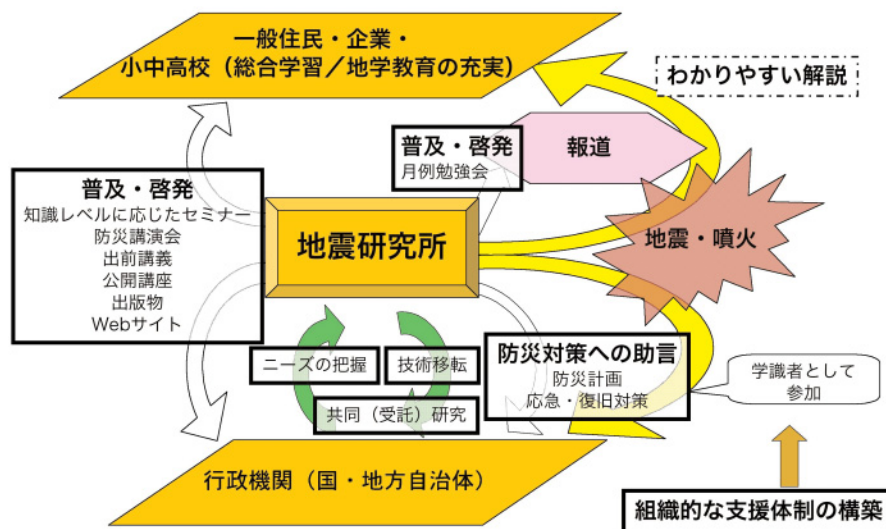 一般住民・企業・
小中高校（総合学習／地学教育の充実）
わかりやすい解説
普及・啓発
月例勉強会
報道
普及・啓発
知識レベルに応じたセミナー
防災講演会
出前講義
公開講座
出版物
Webサイト
地震研究所
地震・噴火
ニーズの把握
技術移転
共同（受託）研究
防災対策への助言
防災計画
応急・復旧対策
学識者として
参加
行政機関（国・地方自治体）
組織的な支援体制の構築